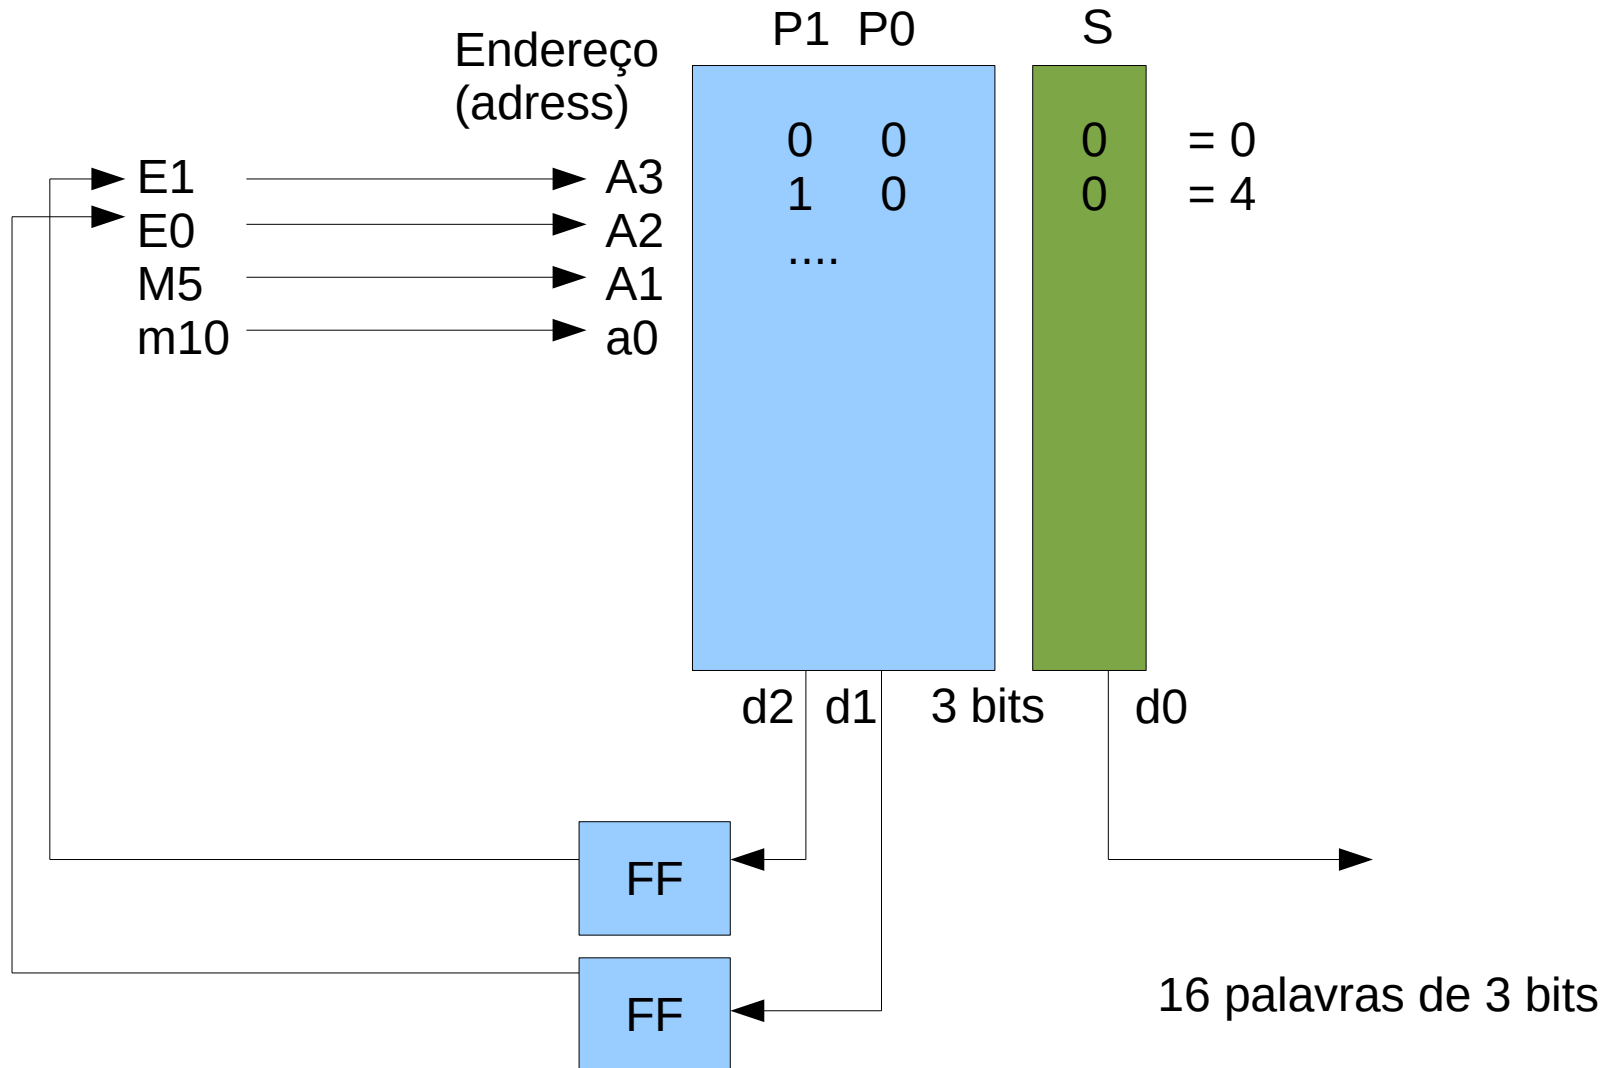 P1 P0 S
Endereço
(adress)
0 0 0 = 0
E1 A3
1 0 0 = 4
E0 A2
....
M5 A1
m10 a0
d2 d1 3 bits d0
FF
FF
16 palavras de 3 bits